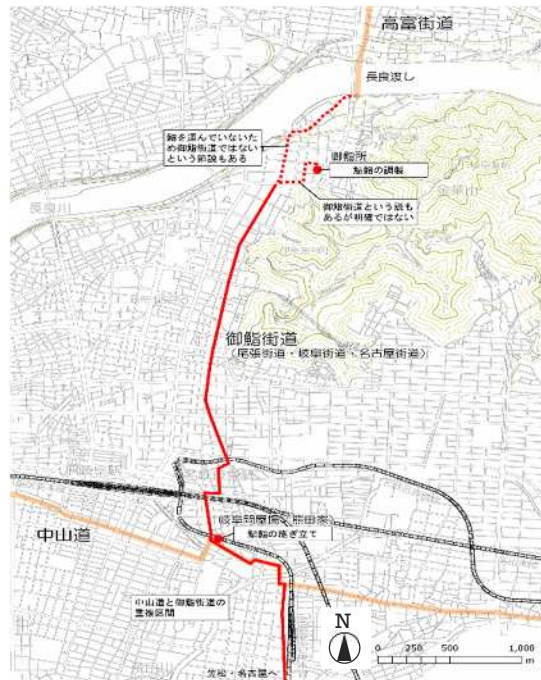 高富街道
長良渡し
鮨を運んでいないため
め御鮨街道ではない
という節説もある
御鮨所
鮎鮨の調製
金華山
長良川
御鮨街道という説も
あるが明確ではない
御鮨街道
(尾張街道・岐阜街道・名古屋街道)
岐阜問屋場(熊田家)
鮎鮨の継ぎ立て
中山道
中山道と御鮨街道の
重複区間
笠松・名古屋へ
N
0 250 500 1,000
m